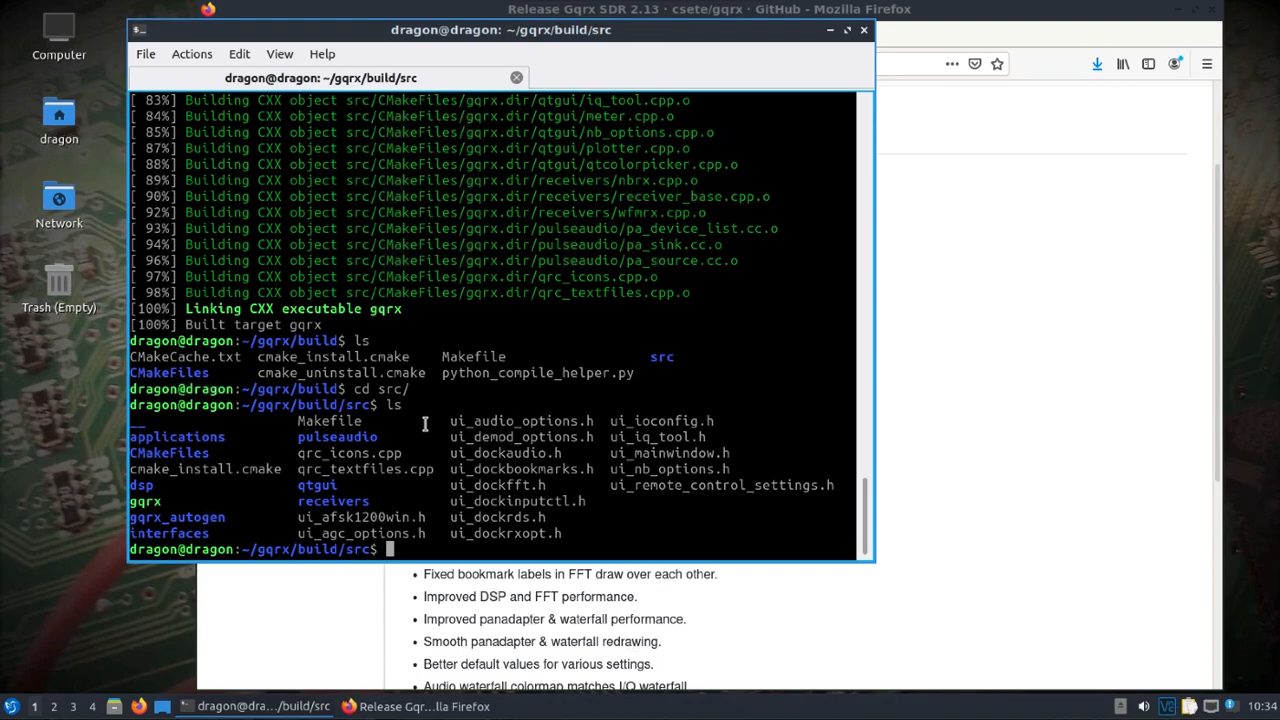 Release Gqrx SDR 2.13 · csete/gqrx · GitHub - Mozilla Firefox
dragon@dragon: ~/gqrx/build/src
File Actions Edit View Help
dragon@dragon: ~/gqrx/build/src
[ 83%] Building CXX object src/CMakeFiles/gqrx.dir/qtgui/iq_tool.cpp.o
[ 84%] Building CXX object src/CMakeFiles/gqrx.dir/qtgui/meter.cpp.o
[ 85%] Building CXX object src/CMakeFiles/gqrx.dir/qtgui/nb_options.cpp.o
[ 87%] Building CXX object src/CMakeFiles/gqrx.dir/qtgui/plotter.cpp.o
[ 88%] Building CXX object src/CMakeFiles/gqrx.dir/qtgui/qtcolorpicker.cpp.o
[ 89%] Building CXX object src/CMakeFiles/gqrx.dir/receivers/nbrx.cpp.o
[ 90%] Building CXX object src/CMakeFiles/gqrx.dir/receivers/receiver_base.cpp.o
[ 92%] Building CXX object src/CMakeFiles/gqrx.dir/receivers/wfmrx.cpp.o
[ 93%] Building CXX object src/CMakeFiles/gqrx.dir/pulseaudio/pa_device_list.cc.o
[ 94%] Building CXX object src/CMakeFiles/gqrx.dir/pulseaudio/pa_sink.cc.o
[ 96%] Building CXX object src/CMakeFiles/gqrx.dir/pulseaudio/pa_source.cc.o
[ 97%] Building CXX object src/CMakeFiles/gqrx.dir/qrc_icons.cpp.o
[ 98%] Building CXX object src/CMakeFiles/gqrx.dir/qrc_textfiles.cpp.o
[100%] Linking CXX executable gqrx
[100%] Built target gqrx
dragon@dragon:~/gqrx/build$ ls
CMakeCache.txt cmake_install.cmake Makefile src
CMakeFiles cmake_uninstall.cmake python_compile_helper.py
dragon@dragon:~/gqrx/build$ cd src/
dragon@dragon:~/gqrx/build/src$ ls
__ Makefile ui_audio_options.h ui_ioconfig.h
applications pulseaudio ui_demod_options.h ui_iq_tool.h
CMakeFiles qrc_icons.cpp ui_dockaudio.h ui_mainwindow.h
cmake_install.cmake qrc_textfiles.cpp ui_dockbookmarks.h ui_nb_options.h
dsp qtgui ui_dockfft.h ui_remote_control_settings.h
gqrx receivers ui_dockinputctl.h
gqrx_autogen ui_afsk1200win.h ui_dockrds.h
interfaces ui_agc_options.h ui_dockrxopt.h
dragon@dragon:~/gqrx/build/src$
Computer
dragon
Network
Trash (Empty)
Fixed bookmark labels in FFT draw over each other.
Improved DSP and FFT performance.
Improved panadapter & waterfall performance.
Smooth panadapter & waterfall redrawing.
Better default values for various settings.
Audio waterfall colormap matches I/Q waterfall
1 2 3 4 dragon@dra.../build/src Release Gqr...lla Firefox 10:34